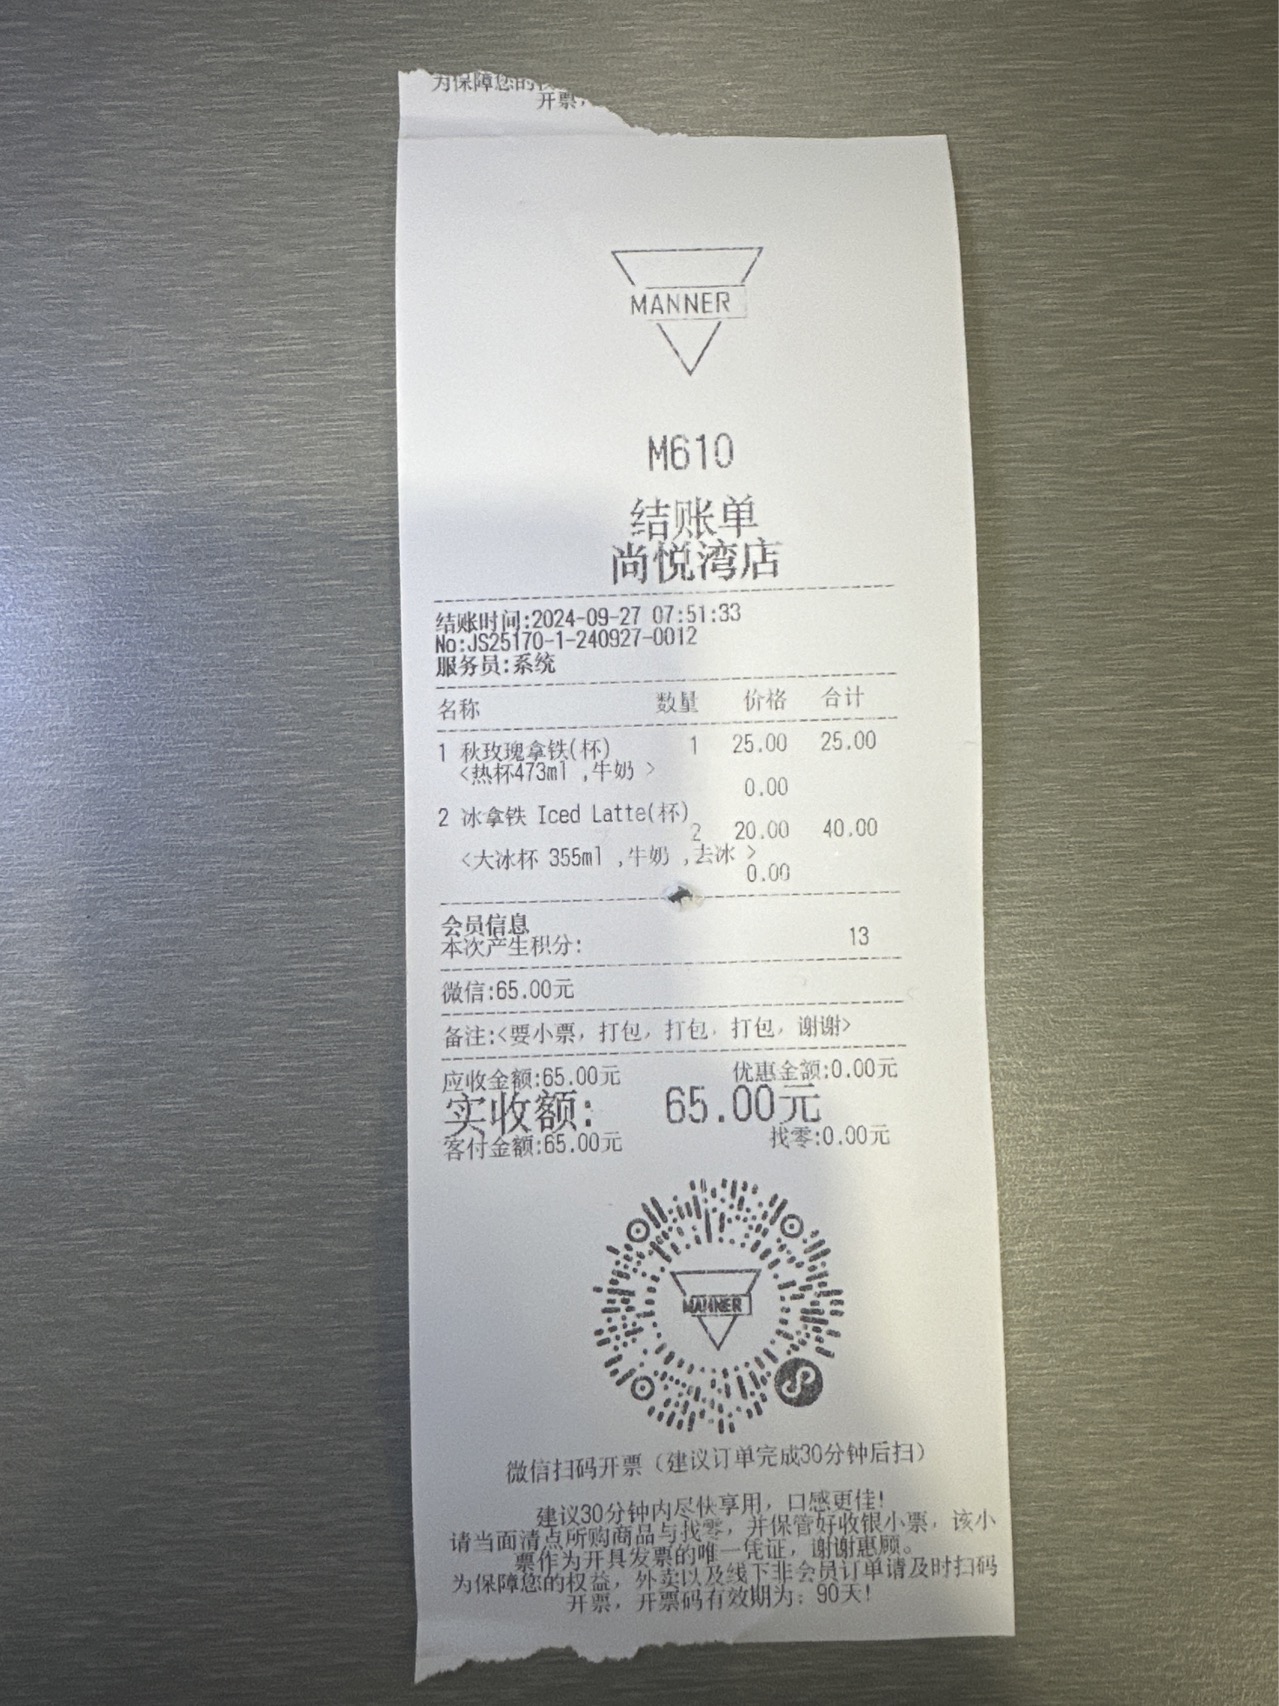 为保障您的
开票，
MANNER
M610
结账单
尚悦湾店
结账时间:2024-09-27 07:51:33
No:JS25170-1-240927-0012
服务员:系统
名称 数量 价格 合计
1 秋玫瑰拿铁(杯) 1 25.00 25.00
<热杯473ml ,牛奶 >
0.00
2 冰拿铁 Iced Latte(杯)
2 20.00 40.00
<大冰杯 355ml ,牛奶 ,去冰 >
0.00
会员信息
本次产生积分: 13
微信:65.00元
备注:<要小票，打包，打包，打包，谢谢>
应收金额:65.00元 优惠金额:0.00元
实收额: 65.00元
客付金额:65.00元 找零:0.00元
MANNER
微信扫码开票（建议订单完成30分钟后扫）
建议30分钟内尽快享用，口感更佳!
请当面清点所购商品与找零，并保管好收银小票，该小
票作为开具发票的唯一凭证，谢谢惠顾。
为保障您的权益，外卖以及线下非会员订单请及时扫码
开票，开票码有效期为: 90天!